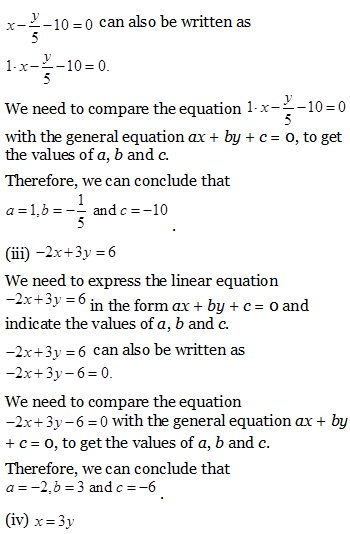 x − y/5 − 10 = 0 can also be written as
1·x − y/5 − 10 = 0.
We need to compare the equation 1·x − y/5 − 10 = 0
with the general equation ax + by + c = 0, to get
the values of a, b and c.
Therefore, we can conclude that
a = 1, b = −1/5 and c = −10 .
(iii) −2x + 3y = 6
We need to express the linear equation
−2x + 3y = 6 in the form ax + by + c = 0 and
indicate the values of a, b and c.
−2x + 3y = 6 can also be written as
−2x + 3y − 6 = 0.
We need to compare the equation
−2x + 3y − 6 = 0 with the general equation ax + by
+ c = 0, to get the values of a, b and c.
Therefore, we can conclude that
a = −2, b = 3 and c = −6 .
(iv) x = 3y